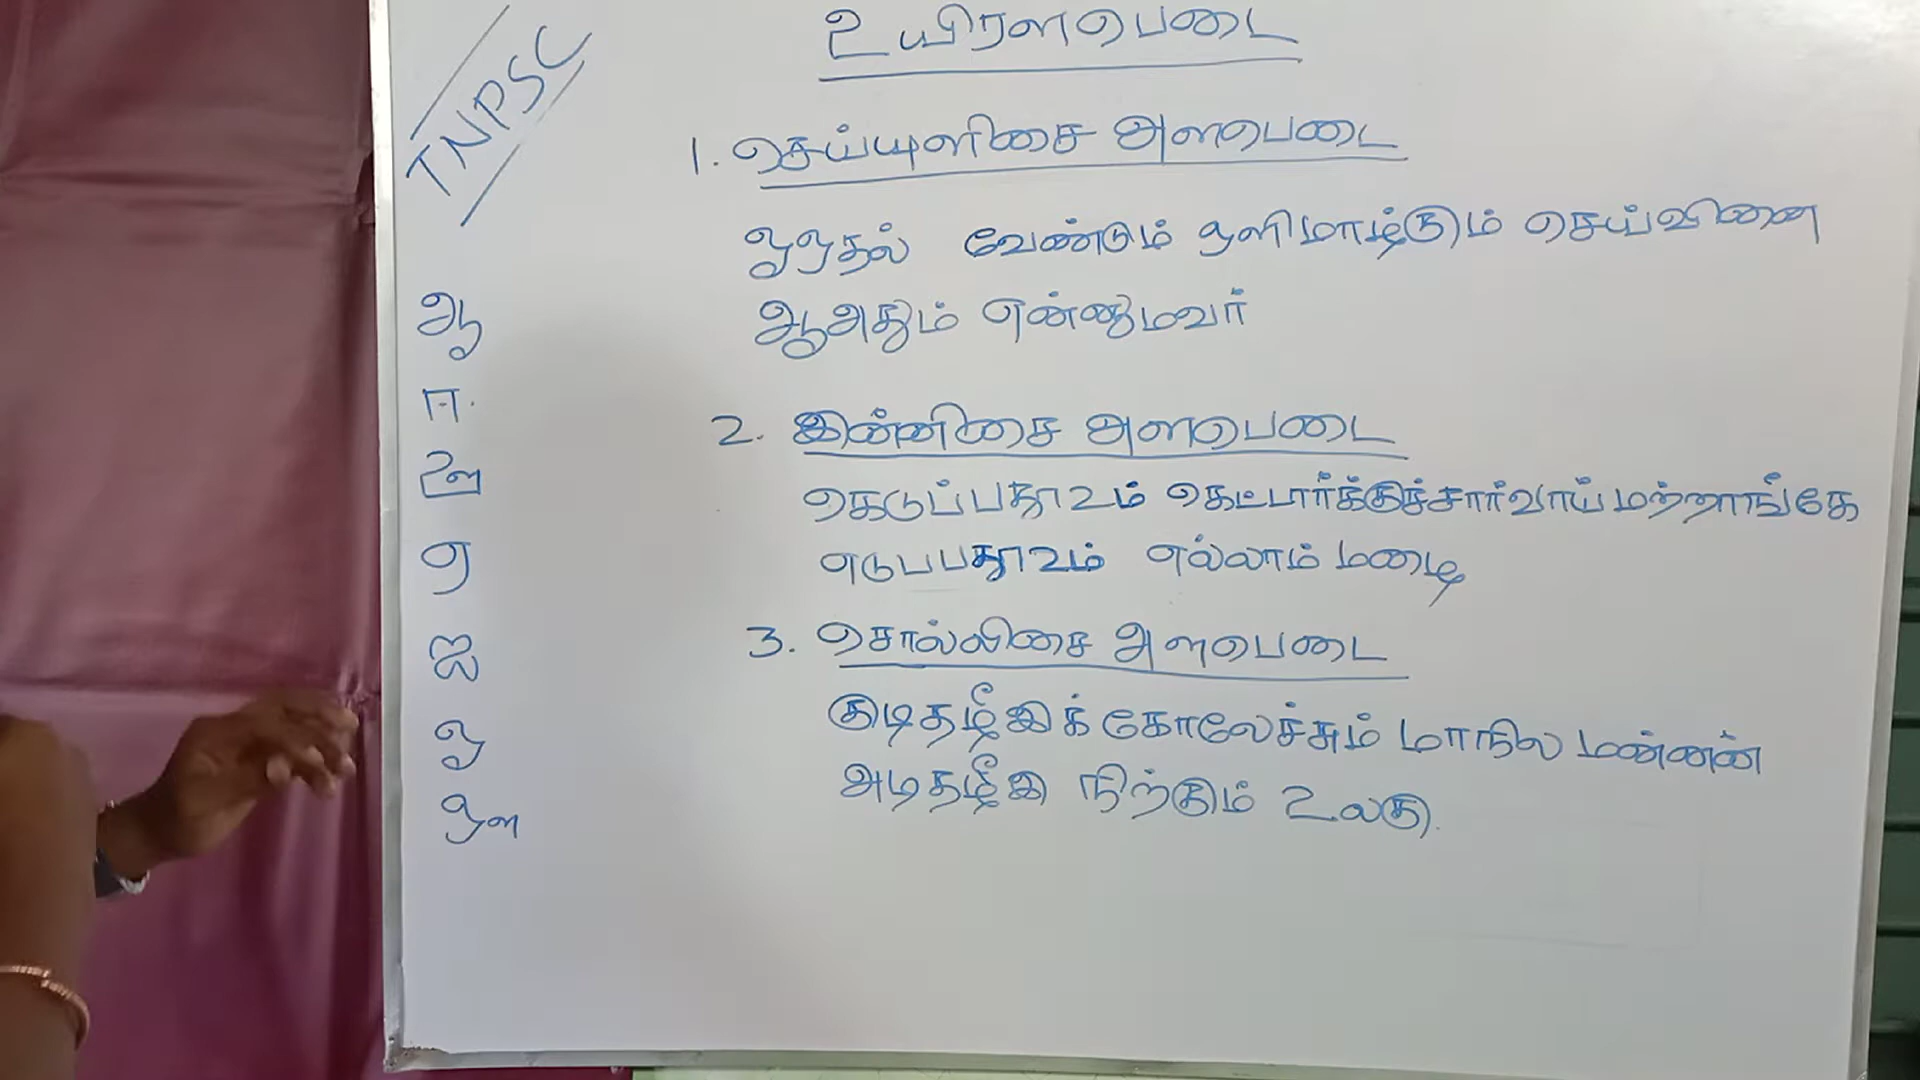 TNPSC
உயிரளபெடை
1. செய்யுளிசை அளபெடை
ஓஒதல் வேண்டும் ஒளிமாழ்கும் செய்வினை
ஆஅதும் என்னுமவர்
2. இன்னிசை அளபெடை
கெடுப்பதூஉம் கெட்டார்க்குச்சார்வாய் மற்றாங்கே
எடுபபதூஉம் எல்லாம் மழை
3. சொல்லிசை அளபெடை
குடிதழீஇக் கோலோச்சும் மாநில மன்னன்
அடிதழீஇ நிற்கும் உலகு.
ஆ
ஈ
ஊ
ஏ
ஐ
ஓ
ஔ